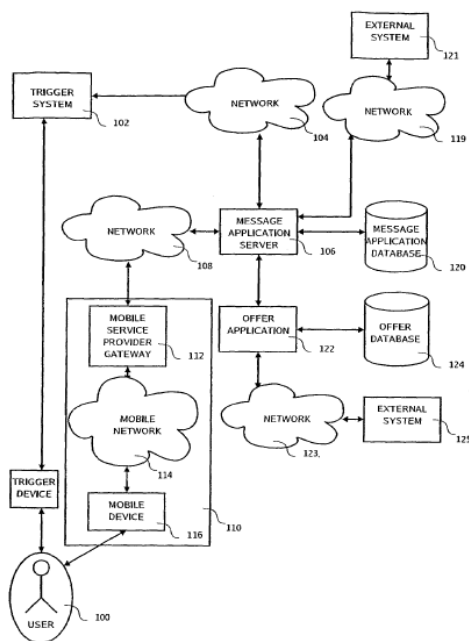 EXTERNAL
SYSTEM
121
TRIGGER
SYSTEM
102
NETWORK
104
NETWORK
119
NETWORK
108
MESSAGE
APPLICATION
SERVER
106
MESSAGE
APPLICATION
DATABASE
120
MOBILE
SERVICE
PROVIDER
GATEWAY
112
OFFER
APPLICATION
122
OFFER
DATABASE
124
MOBILE
NETWORK
114
NETWORK
123.
EXTERNAL
SYSTEM
125
TRIGGER
DEVICE
MOBILE
DEVICE
116
110
USER
100